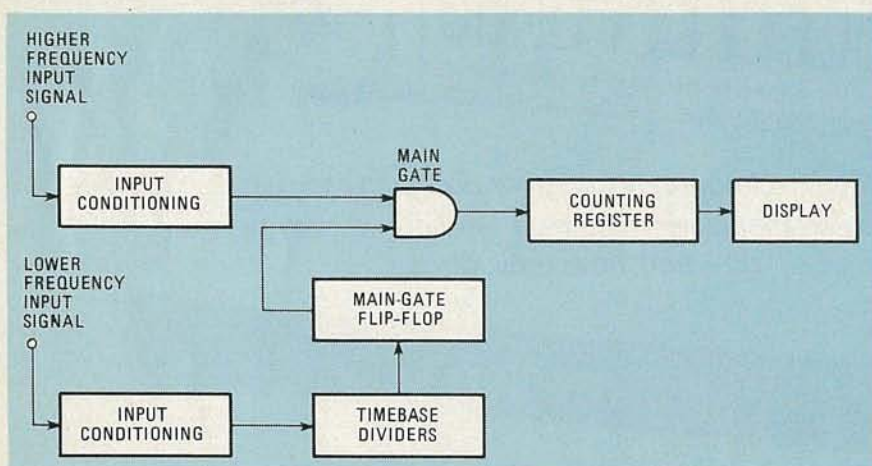 HIGHER
FREQUENCY
INPUT
SIGNAL
INPUT
CONDITIONING
MAIN
GATE
COUNTING
REGISTER
DISPLAY
LOWER
FREQUENCY
INPUT
SIGNAL
MAIN-GATE
FLIP-FLOP
INPUT
CONDITIONING
TIMEBASE
DIVIDERS